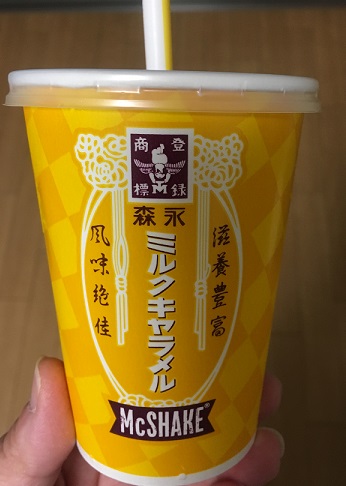 登録
商標
森永
ミルクキャラメル
滋養豊富
風味絶佳
McSHAKE®